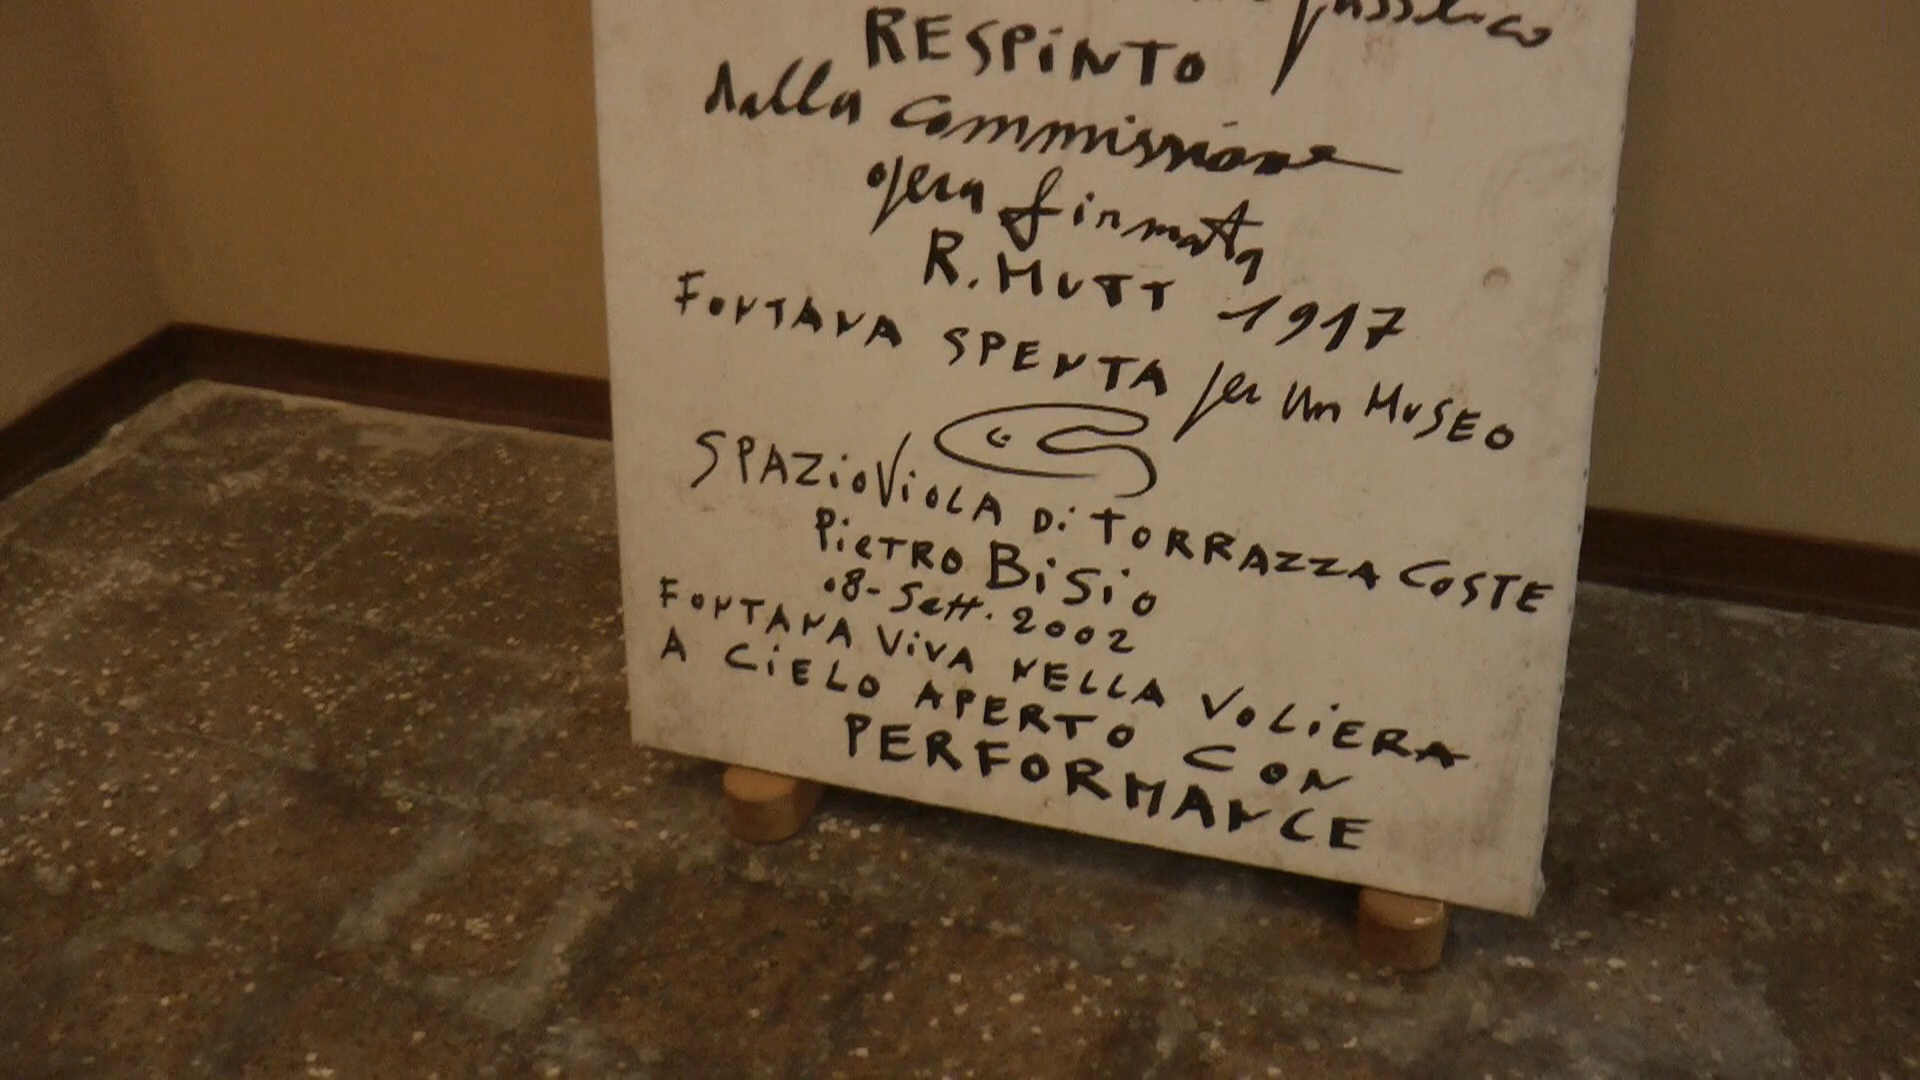 RESPiNTO
dalla Commissione
opera firmata
R. MUTT 1917
FONTANA SPENTA per Un MUSEO
SPAZioViOLA Di TORRAZZA COSTE
PiETRO BiSio
08-Sett. 2002
FONTANA ViVA NELLA VOLiERA
A CiELO APERTO CON
PERFORMANCE